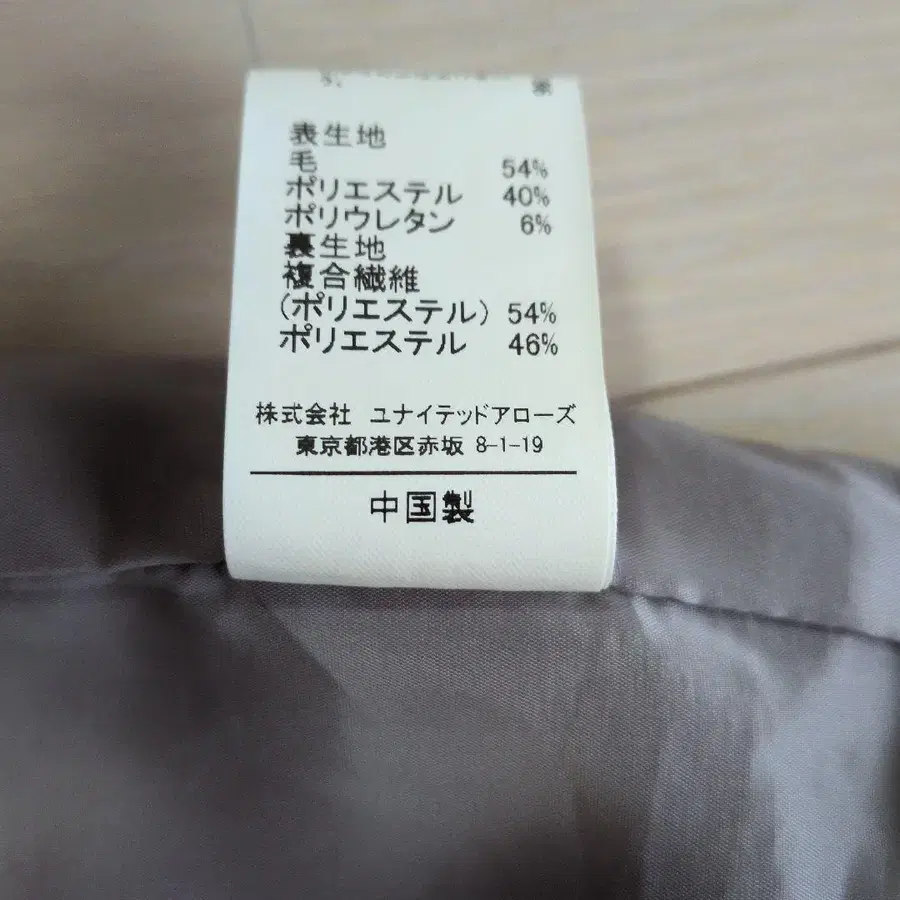 表生地
毛 54%
ポリエステル 40%
ポリウレタン 6%
裏生地
複合繊維
(ポリエステル) 54%
ポリエステル 46%
株式会社 ユナイテッドアローズ
東京都港区赤坂 8-1-19
中国製